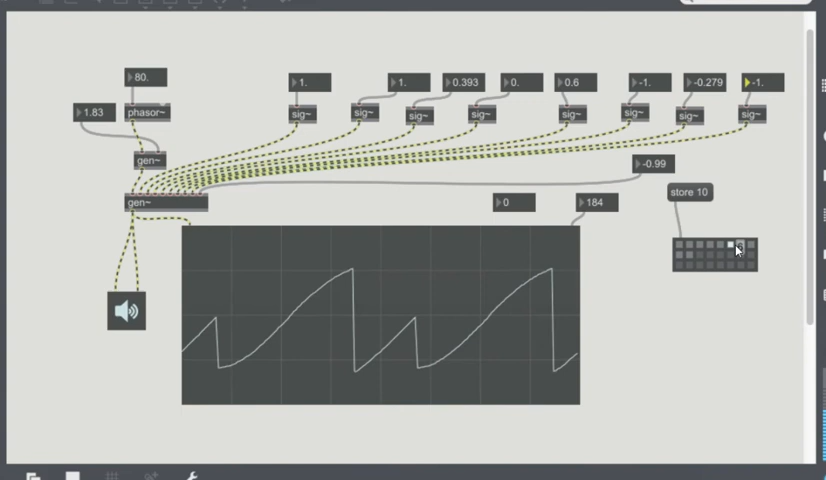 80.
1.
1.
0.393
0.
0.6
-1.
-0.279
-1.
1.83
phasor~
sig~
sig~
sig~
sig~
sig~
sig~
sig~
sig~
gen~
-0.99
gen~
0
184
store 10